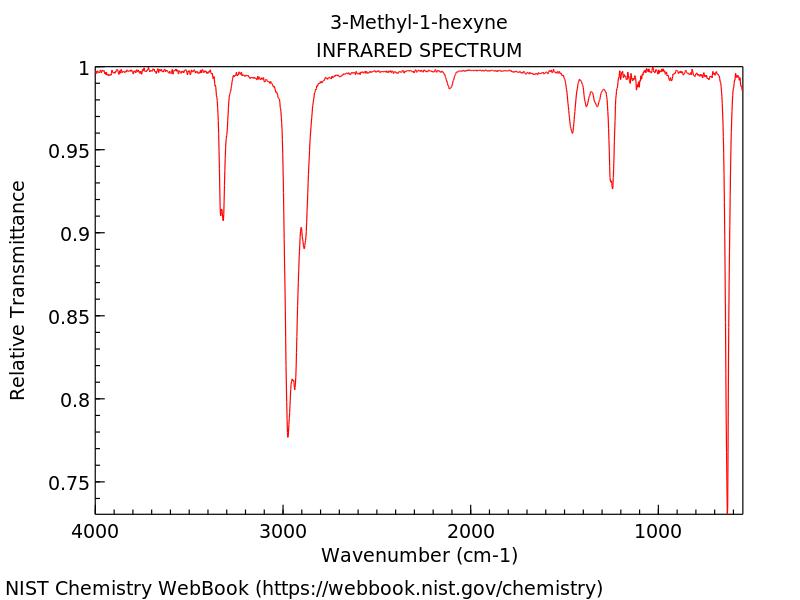 3-Methyl-1-hexyne
INFRARED SPECTRUM
1
0.95
0.9
0.85
0.8
0.75
Relative Transmittance
4000 3000 2000 1000
Wavenumber (cm-1)
NIST Chemistry WebBook (https://webbook.nist.gov/chemistry)